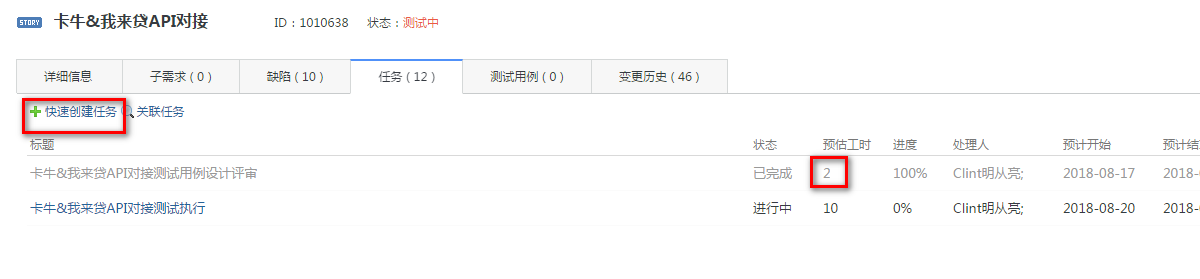 STORY 卡牛&我来贷API对接 ID：1010638 状态：测试中
详细信息 子需求（0） 缺陷（10） 任务（12） 测试用例（0） 变更历史（46）
快速创建任务 关联任务
标题 状态 预估工时 进度 处理人 预计开始 预计结
卡牛&我来贷API对接测试用例设计评审 已完成 2 100% Clint明从亮; 2018-08-17 2018-0
卡牛&我来贷API对接测试执行 进行中 10 0% Clint明从亮; 2018-08-20 2018-0